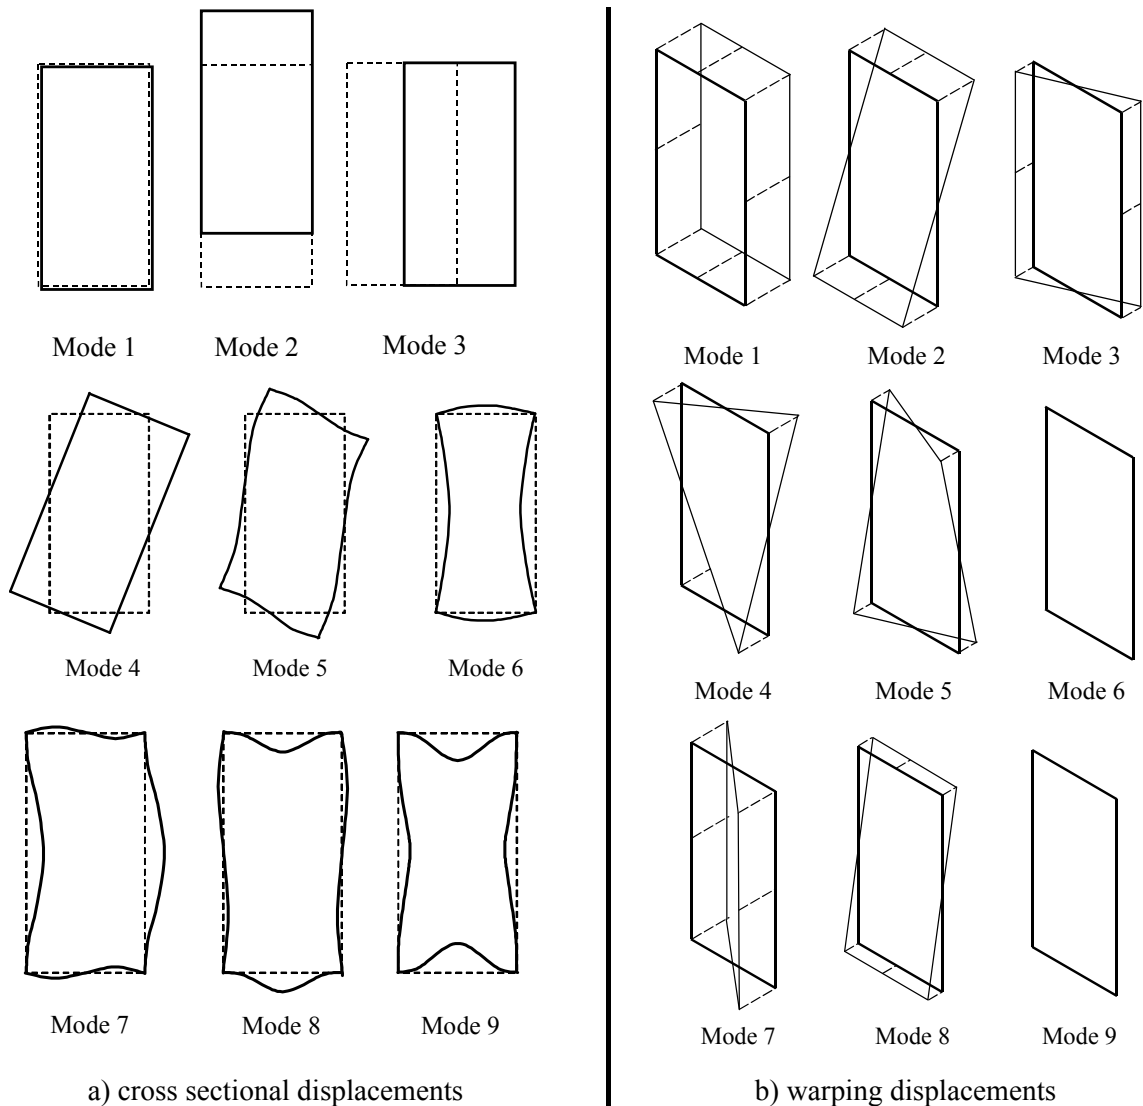 Mode 1
Mode 2
Mode 3
Mode 4
Mode 5
Mode 6
Mode 7
Mode 8
Mode 9
a) cross sectional displacements
Mode 1
Mode 2
Mode 3
Mode 4
Mode 5
Mode 6
Mode 7
Mode 8
Mode 9
b) warping displacements